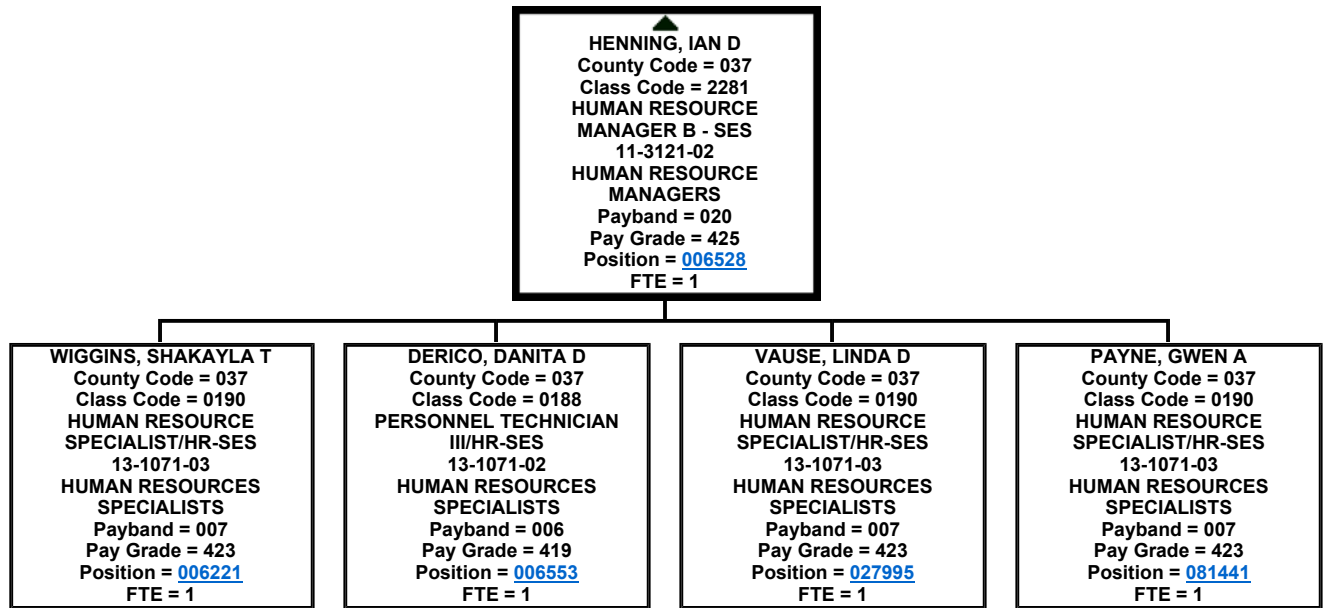 HENNING, IAN D
County Code = 037
Class Code = 2281
HUMAN RESOURCE
MANAGER B - SES
11-3121-02
HUMAN RESOURCE
MANAGERS
Payband = 020
Pay Grade = 425
Position = 006528
FTE = 1
WIGGINS, SHAKAYLA T
County Code = 037
Class Code = 0190
HUMAN RESOURCE
SPECIALIST/HR-SES
13-1071-03
HUMAN RESOURCES
SPECIALISTS
Payband = 007
Pay Grade = 423
Position = 006221
FTE = 1
DERICO, DANITA D
County Code = 037
Class Code = 0188
PERSONNEL TECHNICIAN
III/HR-SES
13-1071-02
HUMAN RESOURCES
SPECIALISTS
Payband = 006
Pay Grade = 419
Position = 006553
FTE = 1
VAUSE, LINDA D
County Code = 037
Class Code = 0190
HUMAN RESOURCE
SPECIALIST/HR-SES
13-1071-03
HUMAN RESOURCES
SPECIALISTS
Payband = 007
Pay Grade = 423
Position = 027995
FTE = 1
PAYNE, GWEN A
County Code = 037
Class Code = 0190
HUMAN RESOURCE
SPECIALIST/HR-SES
13-1071-03
HUMAN RESOURCES
SPECIALISTS
Payband = 007
Pay Grade = 423
Position = 081441
FTE = 1